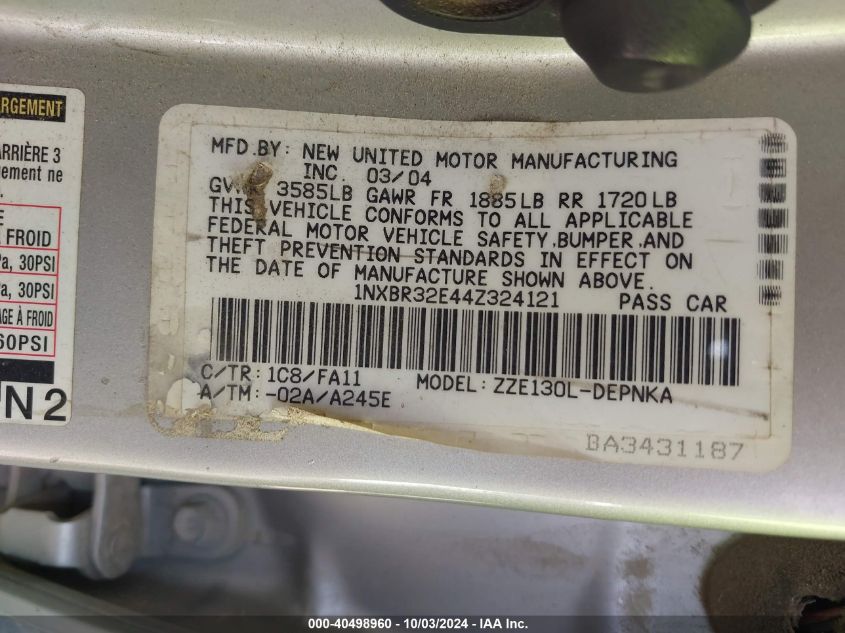 RGEMENT
ARRIÈRE 3
gement ne
E
À FROID
Pa, 30PSI
Pa, 30PSI
AGE À FROID
60PSI
N2
MFD.BY: NEW UNITED MOTOR MANUFACTURING
INC. 03/04
3585LB GAWR FR 1885LB RR 1720LB
THIS VEHICLE CONFORMS TO ALL APPLICABLE
FEDERAL MOTOR VEHICLE SAFETY,BUMPER,AND
THEFT PREVENTION STANDARDS IN EFFECT ON
THE DATE OF MANUFACTURE SHOWN ABOVE.
1NXBR32E44Z324121 PASS CAR
C/TR: 1C8/FA11 MODEL: ZZE130L-DEPNKA
A/TM: -02A/A245E
BA3431187
000-40498960 - 10/03/2024 - IAA Inc.